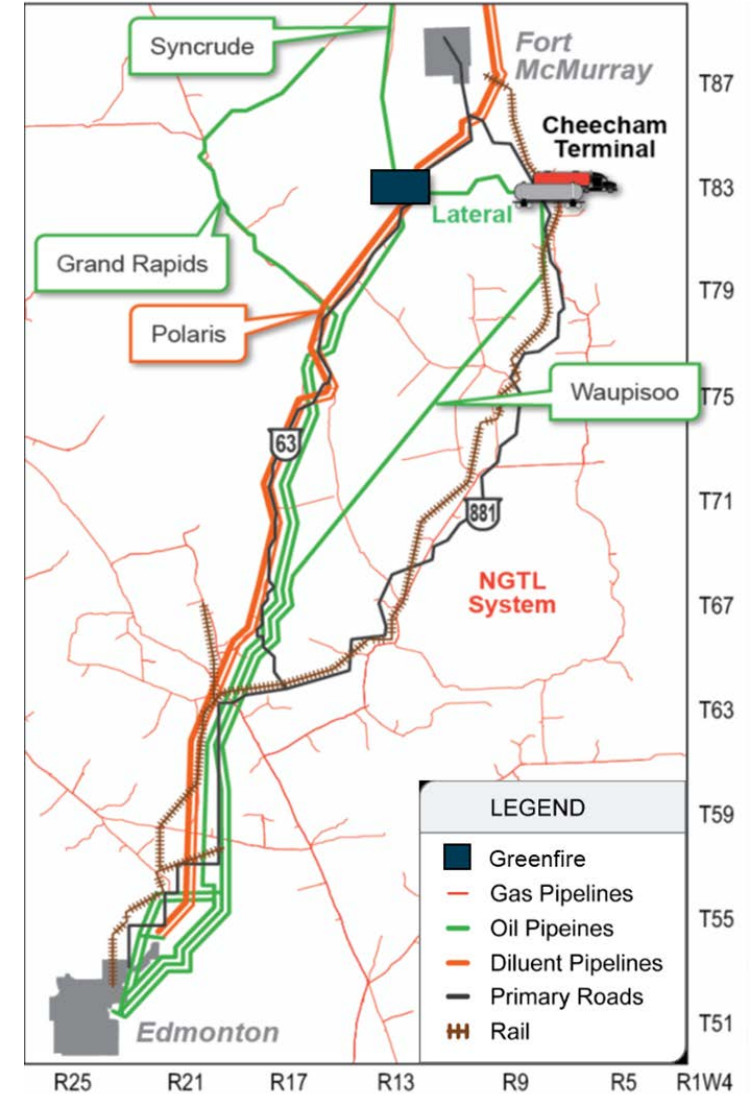 Syncrude
Fort
McMurray
T87
Cheecham
Terminal
T83
Lateral
Grand Rapids
T79
Polaris
Waupisoo
T75
63
T71
881
NGTL
System
T67
T63
T59
LEGEND
Greenfire
Gas Pipelines
Oil Pipeines
Diluent Pipelines
Primary Roads
Rail
T55
T51
Edmonton
R25
R21
R17
R13
R9
R5
R1W4